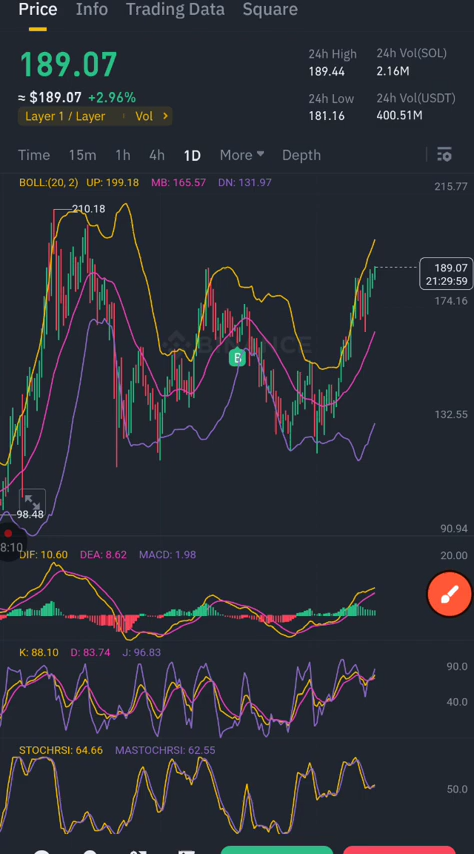 Price Info Trading Data Square
189.07
≈ $189.07 +2.96%
Layer 1 / Layer Vol
24h High
189.44
24h Vol(SOL)
2.16M
24h Low
181.16
24h Vol(USDT)
400.51M
Time 15m 1h 4h 1D More Depth
BOLL:(20, 2) UP: 199.18 MB: 165.57 DN: 131.97
215.77
210.18
189.07
21:29:59
174.16
BINANCE
B
132.55
98.48
90.94
8:10
DIF: 10.60 DEA: 8.62 MACD: 1.98
20.00
K: 88.10 D: 83.74 J: 96.83
90.0
40.0
STOCHRSI: 64.66 MASTOCHRSI: 62.55
50.0